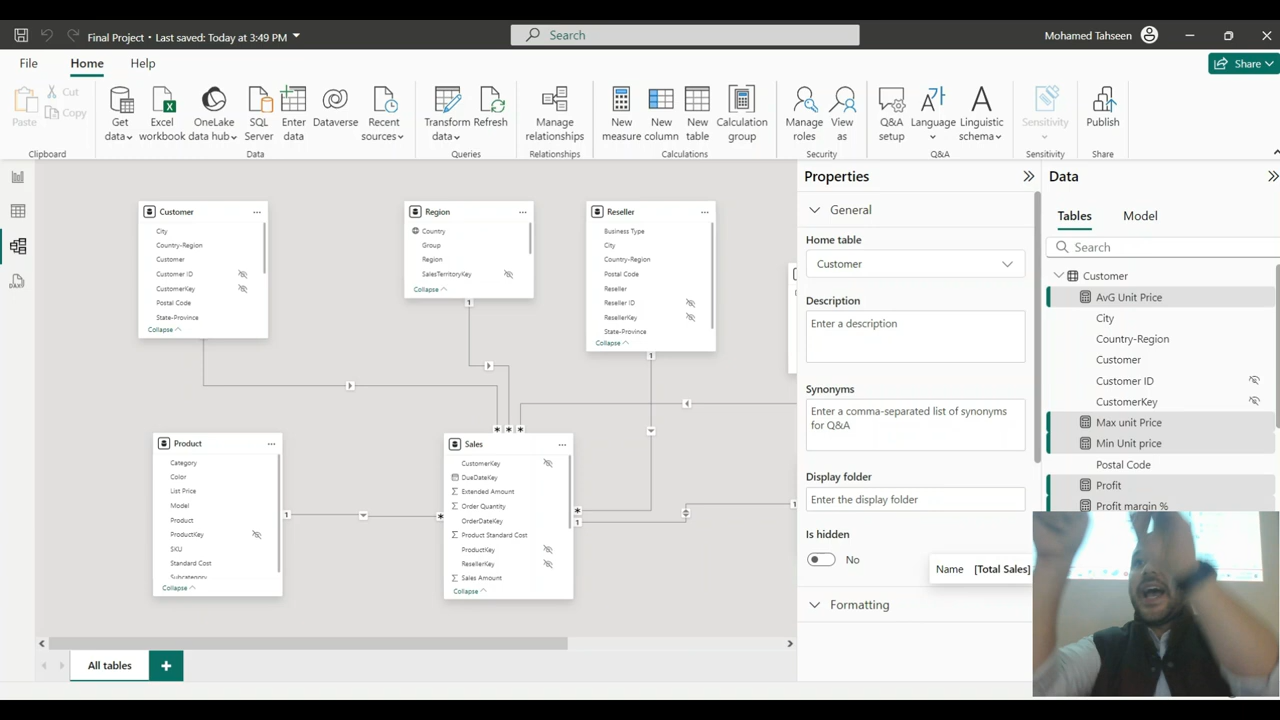 Final Project • Last saved: Today at 3:49 PM
Search
Mohamed Tahseen
File
Home
Help
Share
Paste
Cut
Copy
Get data
Excel workbook
OneLake data hub
SQL Server
Enter data
Dataverse
Recent sources
Transform data
Refresh
Manage relationships
New measure
New column
New table
Calculation group
Manage roles
View as
Q&A setup
Language
Linguistic schema
Sensitivity
Publish
Clipboard
Data
Queries
Relationships
Calculations
Security
Q&A
Sensitivity
Share
Customer
City
Country-Region
Customer
Customer ID
CustomerKey
Postal Code
State-Province
Collapse
Region
Country
Group
Region
SalesTerritoryKey
Collapse
1
Reseller
Business Type
City
Country-Region
Postal Code
Reseller
Reseller ID
ResellerKey
State-Province
Collapse
1
Product
Category
Color
List Price
Model
Product
ProductKey
SKU
Standard Cost
Subcategory
Collapse
1
*
* * *
Sales
CustomerKey
DueDateKey
Extended Amount
Order Quantity
OrderDateKey
Product Standard Cost
ProductKey
ResellerKey
Sales Amount
Collapse
*
1
1
All tables
Properties
General
Home table
Customer
Description
Enter a description
Synonyms
Enter a comma-separated list of synonyms for Q&A
Display folder
Enter the display folder
Is hidden
No
Name [Total Sales]
Formatting
Data
Tables
Model
Search
Customer
AvG Unit Price
City
Country-Region
Customer
Customer ID
CustomerKey
Max unit Price
Min Unit price
Postal Code
Profit
Profit margin %